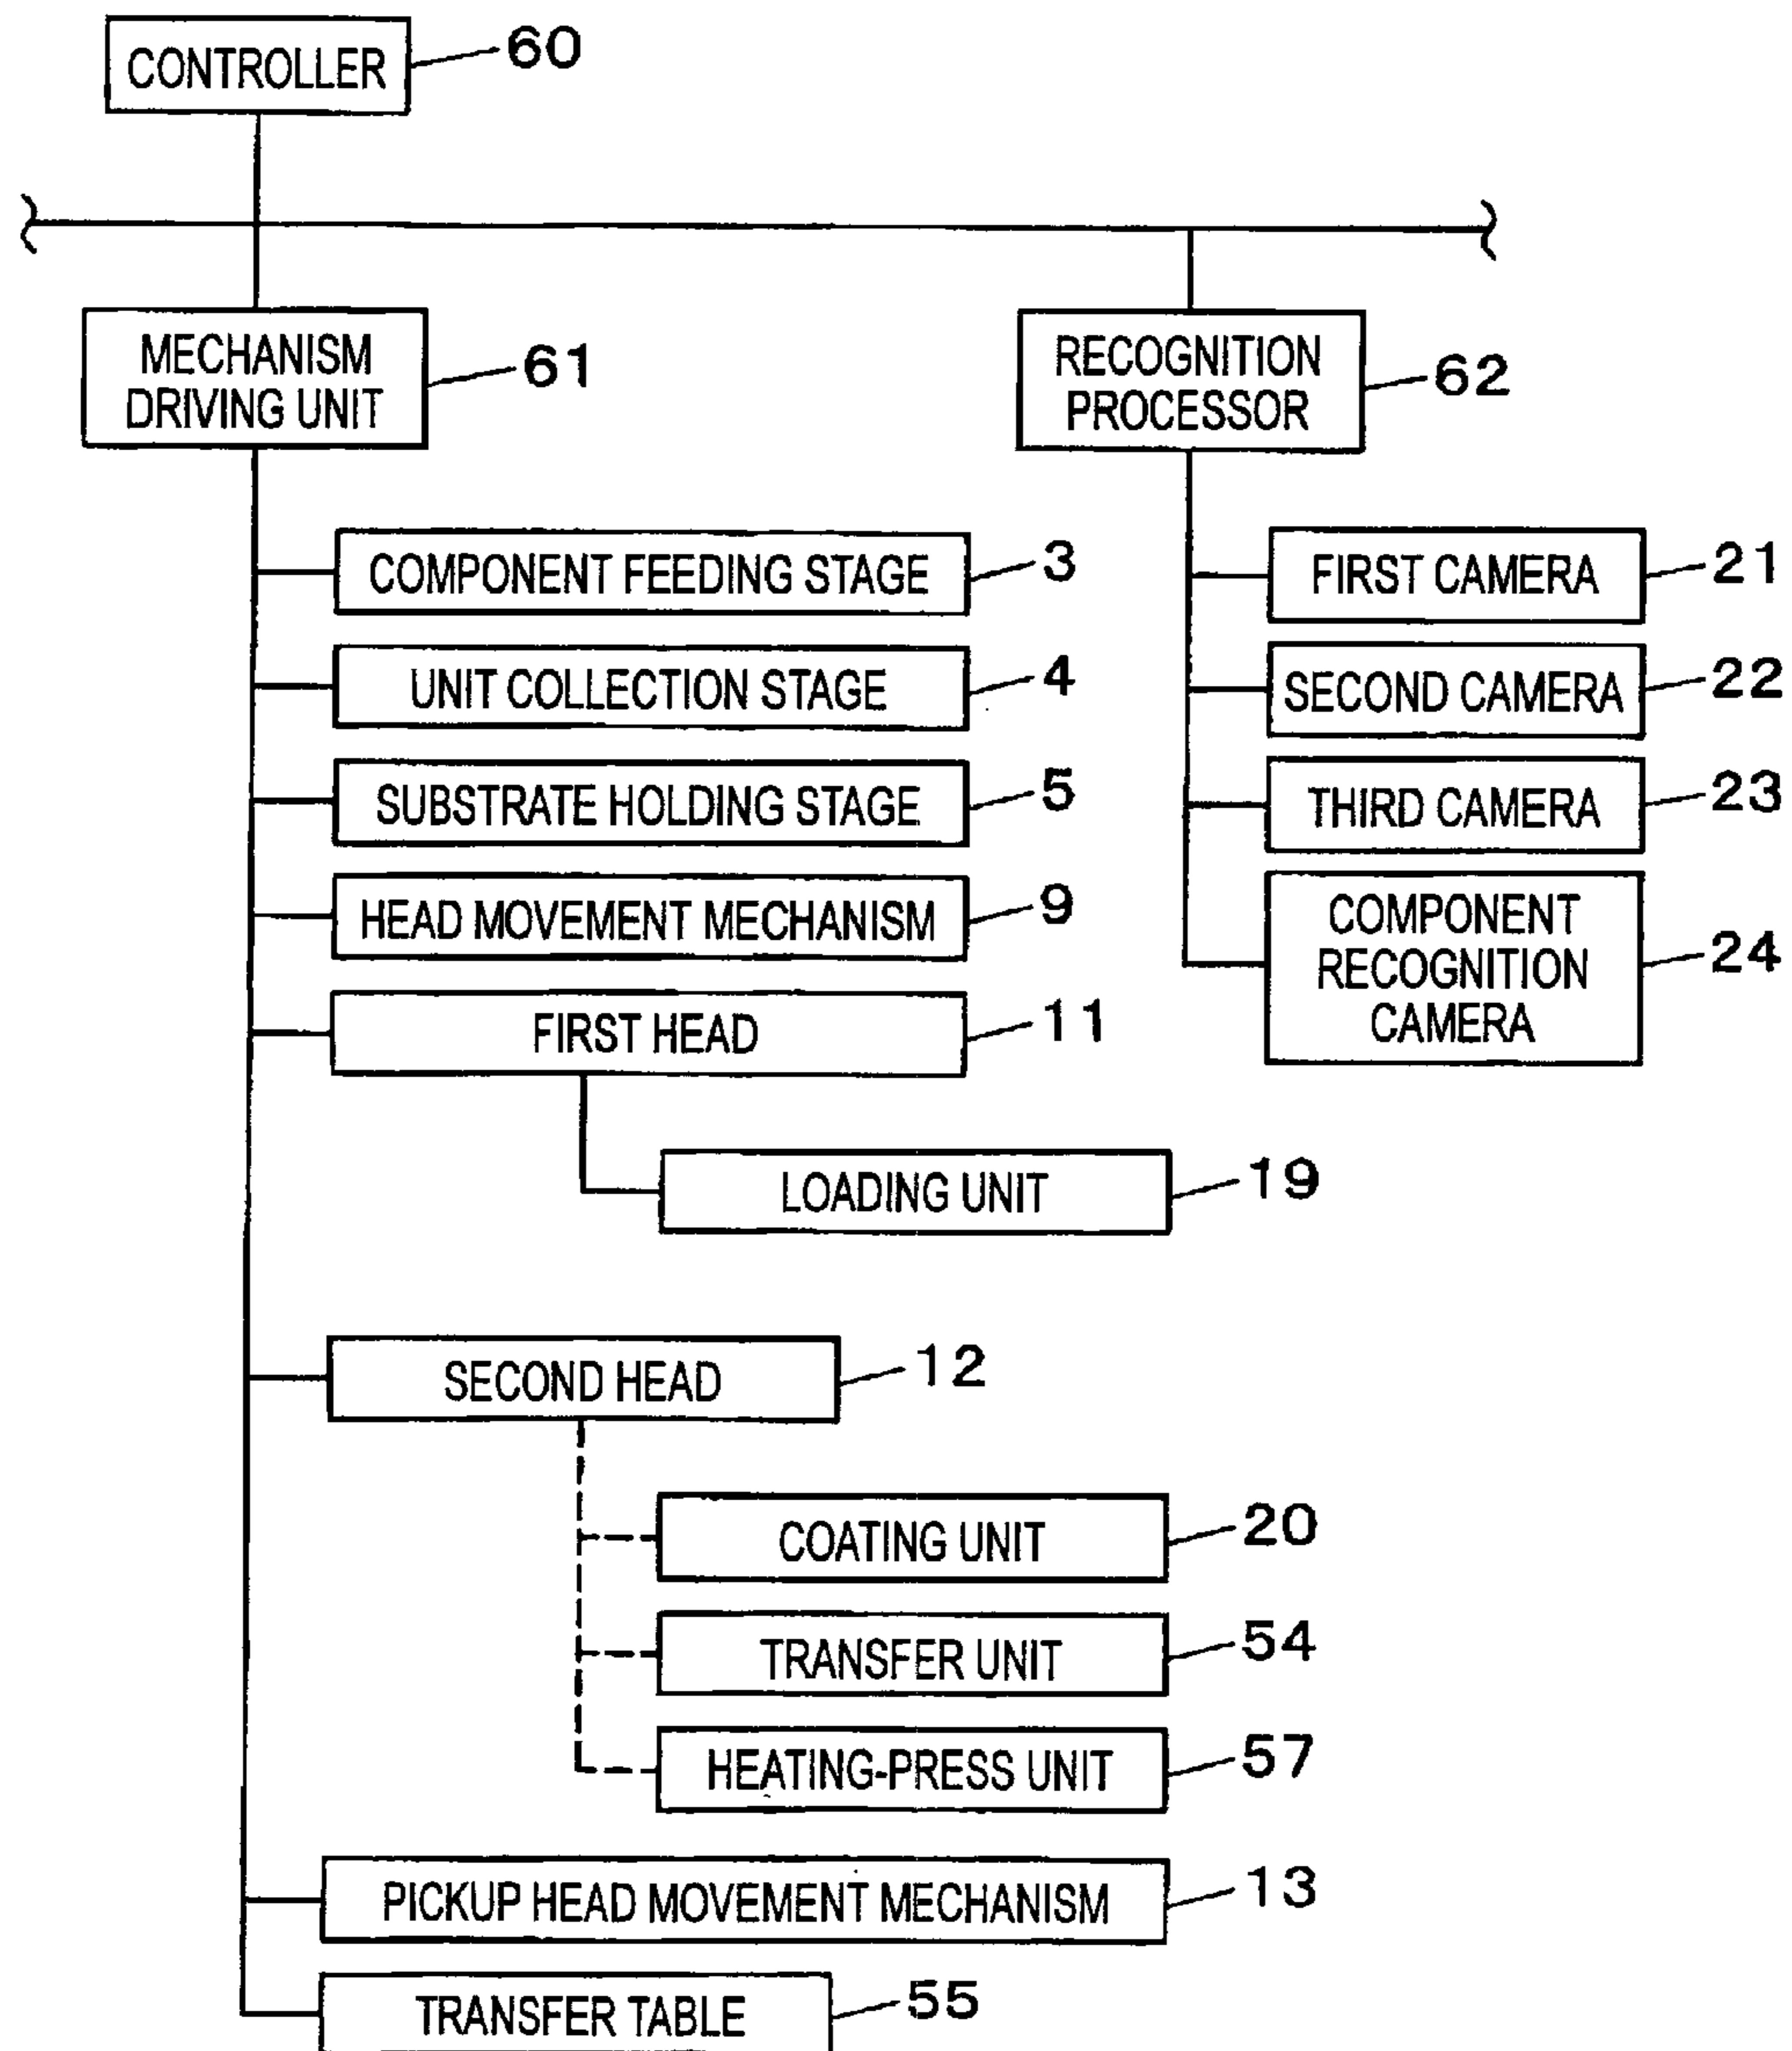 CONTROLLER 60
MECHANISM
DRIVING UNIT
61
RECOGNITION
PROCESSOR
62
COMPONENT FEEDING STAGE 3
UNIT COLLECTION STAGE 4
SUBSTRATE HOLDING STAGE 5
HEAD MOVEMENT MECHANISM 9
FIRST HEAD 11
LOADING UNIT 19
SECOND HEAD 12
COATING UNIT 20
TRANSFER UNIT 54
HEATING-PRESS UNIT 57
PICKUP HEAD MOVEMENT MECHANISM 13
TRANSFER TABLE 55
FIRST CAMERA 21
SECOND CAMERA 22
THIRD CAMERA 23
COMPONENT
RECOGNITION
CAMERA
24